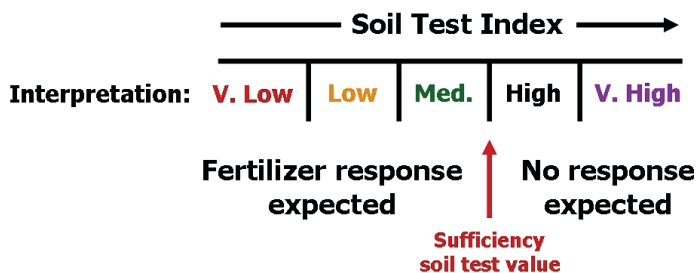 Soil Test Index
Interpretation: V. Low Low Med. High V. High
Fertilizer response expected
No response expected
Sufficiency
soil test value